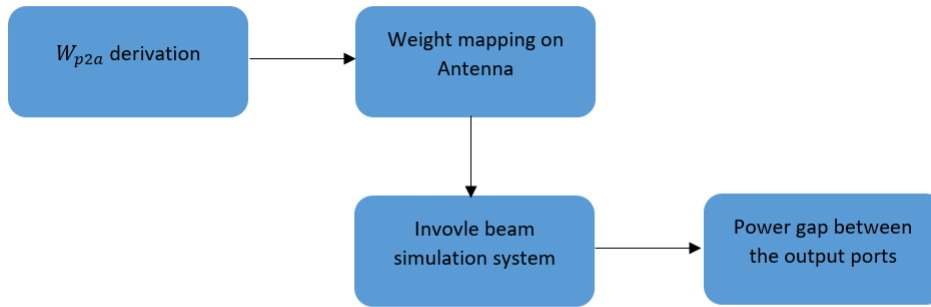 W_{p2a} derivation
Weight mapping on
Antenna
Invovle beam
simulation system
Power gap between
the output ports